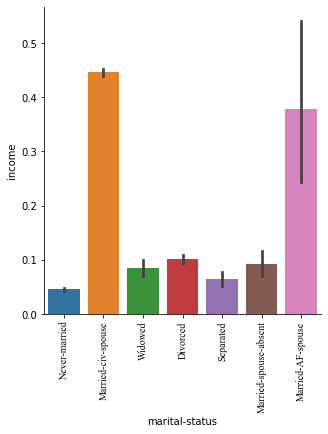 0.5
0.4
0.3
0.2
0.1
0.0
income
Never-married
Married-civ-spouse
Widowed
Divorced
Separated
Married-spouse-absent
Married-AF-spouse
marital-status